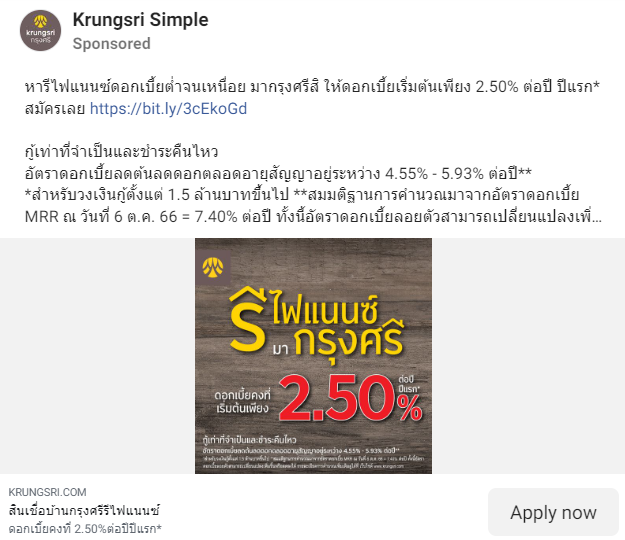 Krungsri Simple
Sponsored
krungsri
กรุงศรี
หารีไฟแนนซ์ดอกเบี้ยต่ำจนเหนื่อย มากรุงศรีสิ ให้ดอกเบี้ยเริ่มต้นเพียง 2.50% ต่อปี ปีแรก*
สมัครเลย https://bit.ly/3cEkoGd
กู้เท่าที่จำเป็นและชำระคืนไหว
อัตราดอกเบี้ยลดต้นลดดอกตลอดอายุสัญญาอยู่ระหว่าง 4.55% - 5.93% ต่อปี**
*สำหรับวงเงินกู้ตั้งแต่ 1.5 ล้านบาทขึ้นไป **สมมติฐานการคำนวณมาจากอัตราดอกเบี้ย
MRR ณ วันที่ 6 ต.ค. 66 = 7.40% ต่อปี ทั้งนี้อัตราดอกเบี้ยลอยตัวสามารถเปลี่ยนแปลงเพิ่...
รีไฟแนนซ์
มากรุงศรี
ดอกเบี้ยคงที่
เริ่มต้นเพียง
2.50%
ต่อปี
ปีแรก*
กู้เท่าที่จำเป็นและชำระคืนไหว
อัตราดอกเบี้ยลดต้นลดดอกตลอดอายุสัญญาอยู่ระหว่าง 4.55% - 5.93% ต่อปี**
KRUNGSRI.COM
สินเชื่อบ้านกรุงศรีรีไฟแนนซ์
ดอกเบี้ยคงที่ 2.50%ต่อปีปีแรก*
Apply now